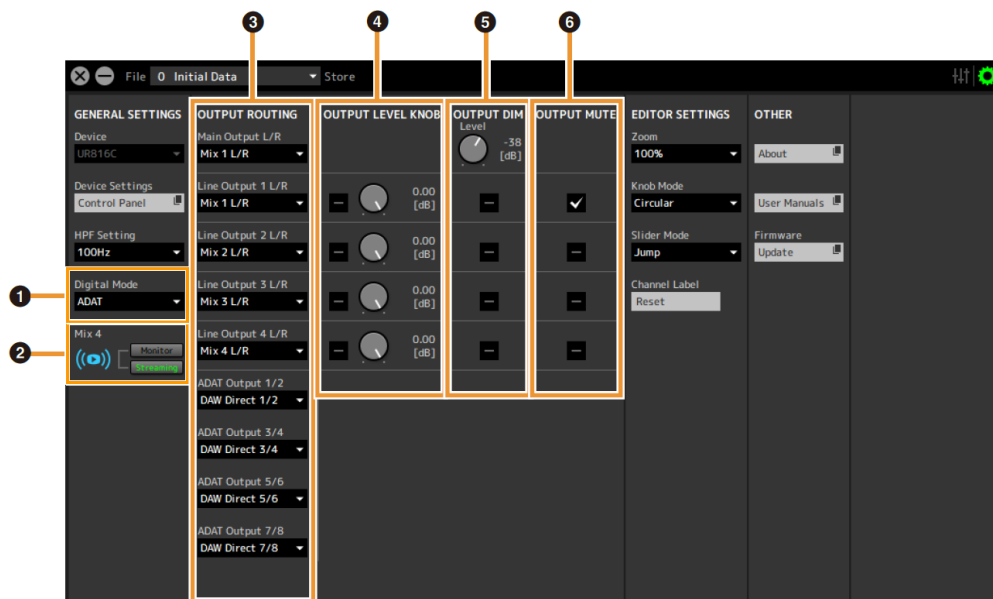 3 4 5 6
File 0 Initial Data Store
GENERAL SETTINGS
Device
UR816C
Device Settings
Control Panel
HPF Setting
100Hz
1
Digital Mode
ADAT
2
Mix 4
Monitor
Streaming
OUTPUT ROUTING
Main Output L/R
Mix 1 L/R
Line Output 1 L/R
Mix 1 L/R
Line Output 2 L/R
Mix 2 L/R
Line Output 3 L/R
Mix 3 L/R
Line Output 4 L/R
Mix 4 L/R
ADAT Output 1/2
DAW Direct 1/2
ADAT Output 3/4
DAW Direct 3/4
ADAT Output 5/6
DAW Direct 5/6
ADAT Output 7/8
DAW Direct 7/8
OUTPUT LEVEL KNOB
0.00
[dB]
0.00
[dB]
0.00
[dB]
0.00
[dB]
OUTPUT DIM
Level
-38
[dB]
OUTPUT MUTE
EDITOR SETTINGS
Zoom
100%
Knob Mode
Circular
Slider Mode
Jump
Channel Label
Reset
OTHER
About
User Manuals
Firmware
Update